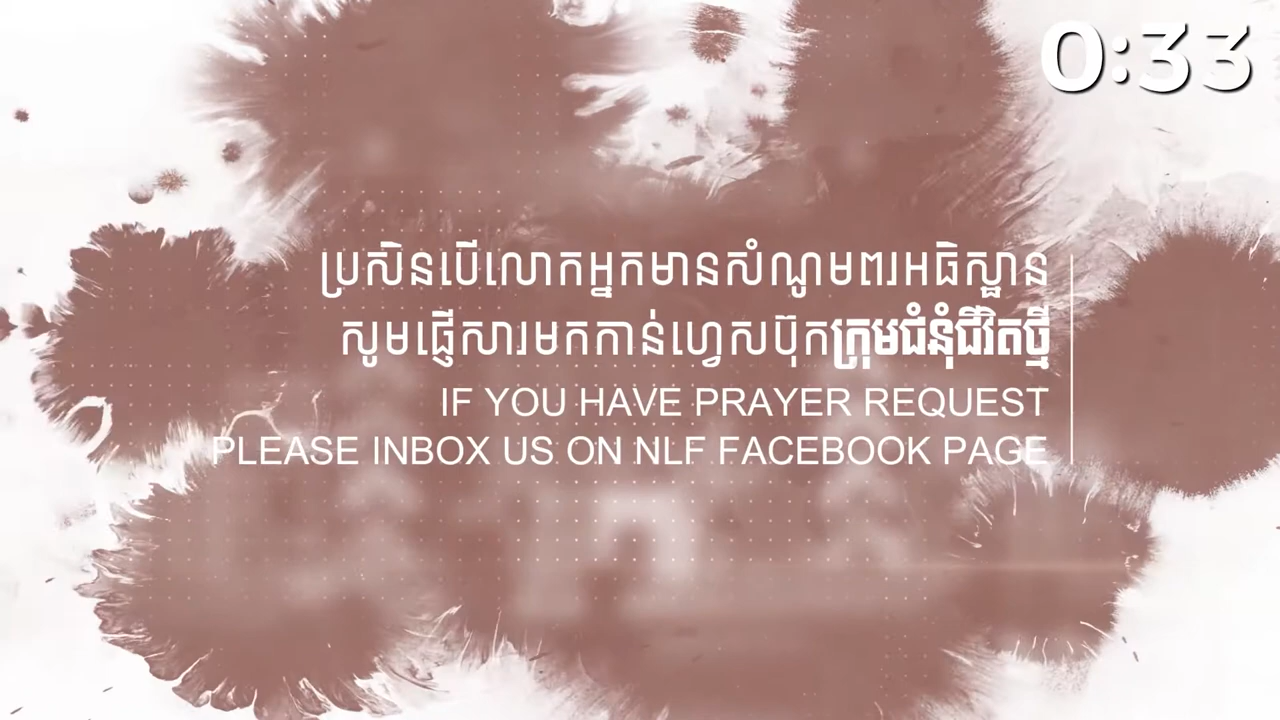 0:33
ប្រសិនបើលោកអ្នកមានសំណូមពរអធិស្ឋាន
សូមផ្ញើសារមកកាន់ហ្វេសប៊ុកក្រុមជំនុំជីវិតថ្មី
IF YOU HAVE PRAYER REQUEST
PLEASE INBOX US ON NLF FACEBOOK PAGE